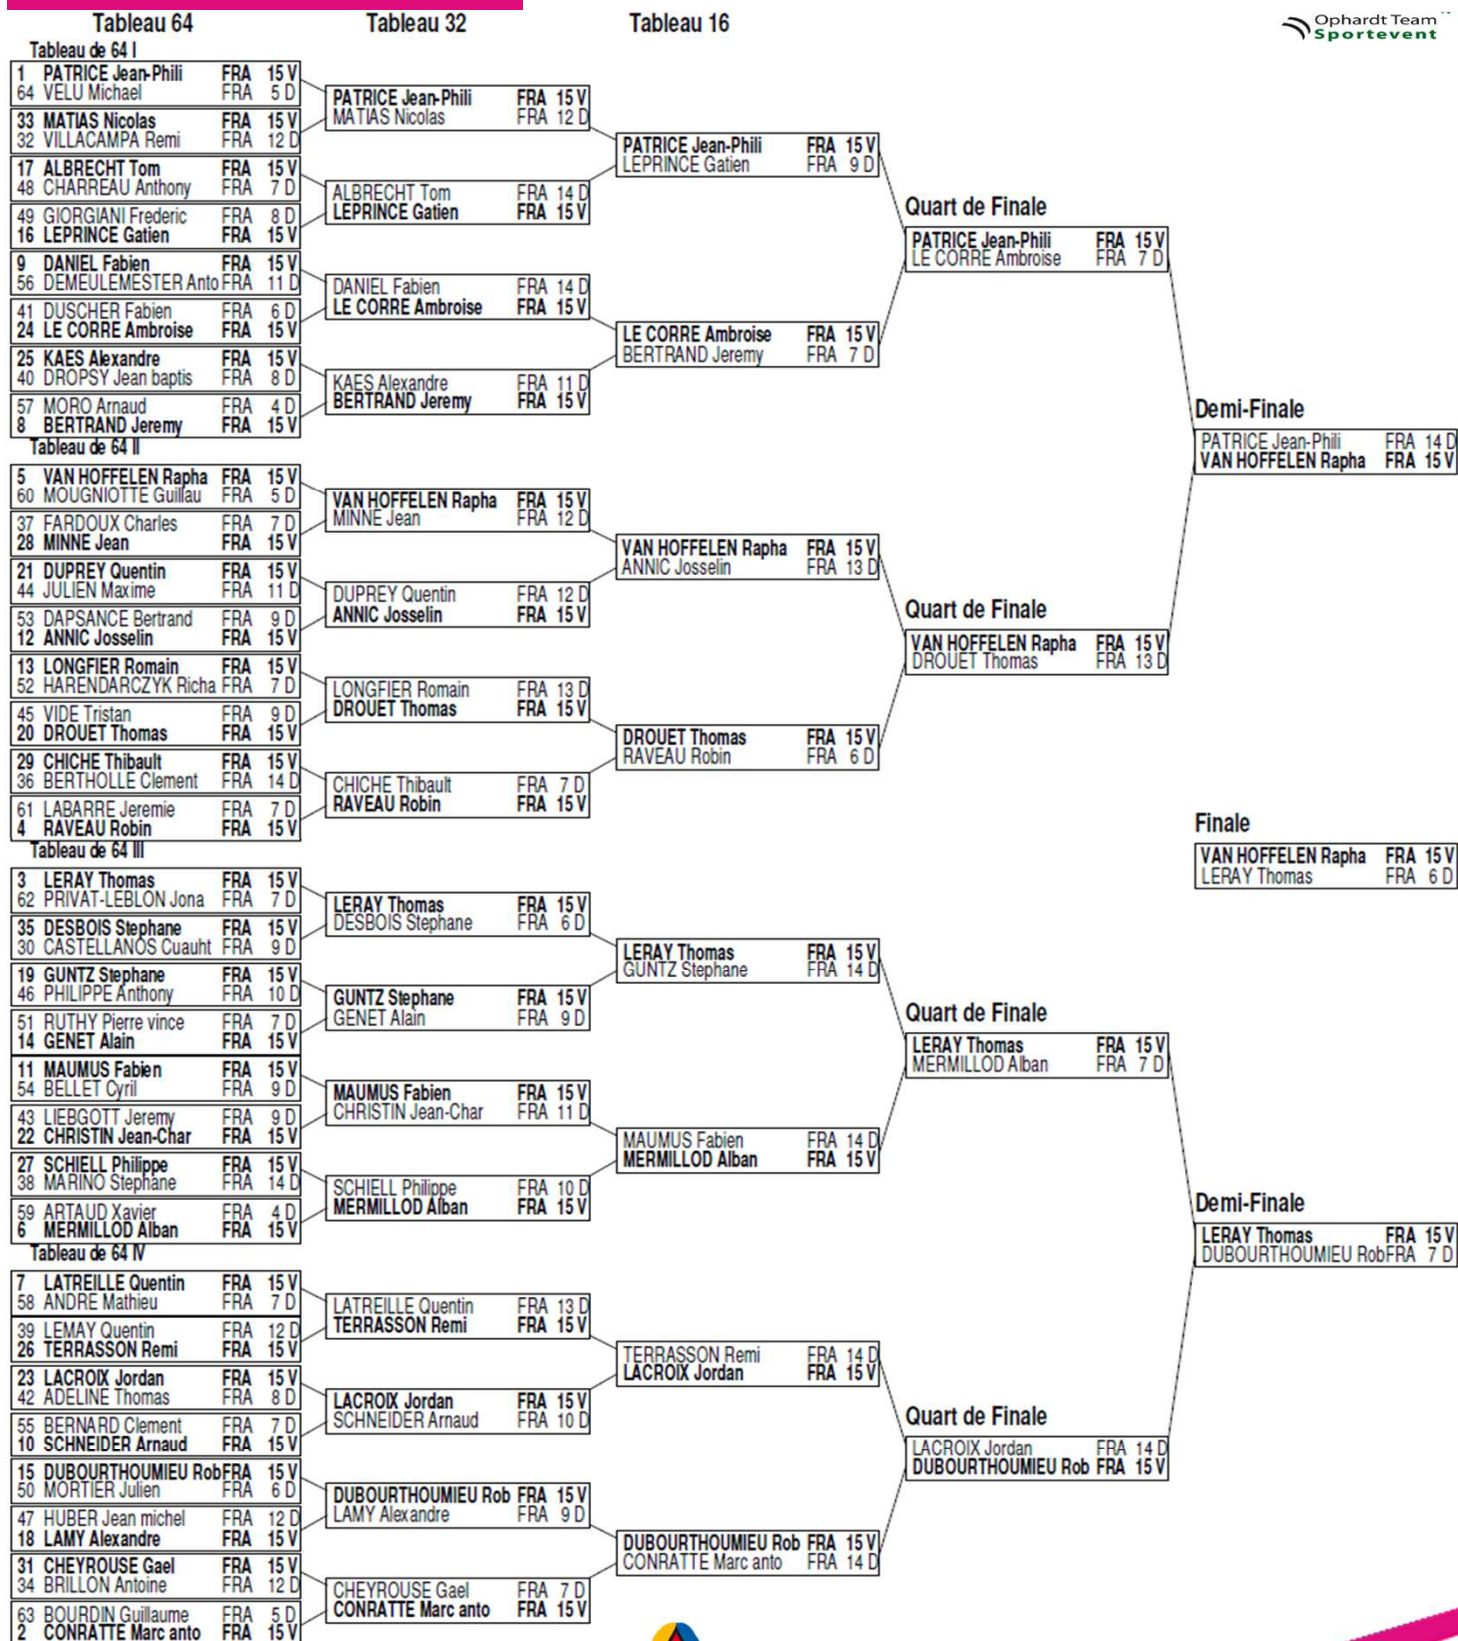 Tableau 64
Tableau 32
Tableau 16
Ophardt Team
Sportevent
Tableau de 64 I
1 PATRICE Jean-Phili FRA 15 V
64 VELU Michael FRA 5 D
33 MATIAS Nicolas FRA 15 V
32 VILLACAMPA Remi FRA 12 D
17 ALBRECHT Tom FRA 15 V
48 CHARREAU Anthony FRA 7 D
49 GIORGIANI Frederic FRA 8 D
16 LEPRINCE Gatien FRA 15 V
9 DANIEL Fabien FRA 15 V
56 DEMEULEMESTER Anto FRA 11 D
41 DUSCHER Fabien FRA 6 D
24 LE CORRE Ambroise FRA 15 V
25 KAES Alexandre FRA 15 V
40 DROPSY Jean baptis FRA 8 D
57 MORO Arnaud FRA 4 D
8 BERTRAND Jeremy FRA 15 V
Tableau de 64 II
5 VAN HOFFELEN Rapha FRA 15 V
60 MOUGNIOTTE Guillau FRA 5 D
37 FARDOUX Charles FRA 7 D
28 MINNE Jean FRA 15 V
21 DUPREY Quentin FRA 15 V
44 JULIEN Maxime FRA 11 D
53 DAPSANCE Bertrand FRA 9 D
12 ANNIC Josselin FRA 15 V
13 LONGFIER Romain FRA 15 V
52 HARENDARCZYK Richa FRA 7 D
45 VIDE Tristan FRA 9 D
20 DROUET Thomas FRA 15 V
29 CHICHE Thibault FRA 15 V
36 BERTHOLLE Clement FRA 14 D
61 LABARRE Jeremie FRA 7 D
4 RAVEAU Robin FRA 15 V
Tableau de 64 III
3 LERAY Thomas FRA 15 V
62 PRIVAT-LEBLON Jona FRA 7 D
35 DESBOIS Stephane FRA 15 V
30 CASTELLANOS Cuauht FRA 9 D
19 GUNTZ Stephane FRA 15 V
46 PHILIPPE Anthony FRA 10 D
51 RUTHY Pierre vince FRA 7 D
14 GENET Alain FRA 15 V
11 MAUMUS Fabien FRA 15 V
54 BELLET Cyril FRA 9 D
43 LIEBGOTT Jeremy FRA 9 D
22 CHRISTIN Jean-Char FRA 15 V
27 SCHIELL Philippe FRA 15 V
38 MARINO Stephane FRA 14 D
59 ARTAUD Xavier FRA 4 D
6 MERMILLOD Alban FRA 15 V
Tableau de 64 IV
7 LATREILLE Quentin FRA 15 V
58 ANDRE Mathieu FRA 7 D
39 LEMAY Quentin FRA 12 D
26 TERRASSON Remi FRA 15 V
23 LACROIX Jordan FRA 15 V
42 ADELINE Thomas FRA 8 D
55 BERNARD Clement FRA 7 D
10 SCHNEIDER Arnaud FRA 15 V
15 DUBOURTHOUMIEU Rob FRA 15 V
50 MORTIER Julien FRA 6 D
47 HUBER Jean michel FRA 12 D
18 LAMY Alexandre FRA 15 V
31 CHEYROUSE Gael FRA 15 V
34 BRILLON Antoine FRA 12 D
63 BOURDIN Guillaume FRA 5 D
2 CONRATTE Marc anto FRA 15 V
PATRICE Jean-Phili FRA 15 V
MATIAS Nicolas FRA 12 D
ALBRECHT Tom FRA 14 D
LEPRINCE Gatien FRA 15 V
DANIEL Fabien FRA 14 D
LE CORRE Ambroise FRA 15 V
KAES Alexandre FRA 11 D
BERTRAND Jeremy FRA 15 V
VAN HOFFELEN Rapha FRA 15 V
MINNE Jean FRA 12 D
DUPREY Quentin FRA 12 D
ANNIC Josselin FRA 15 V
LONGFIER Romain FRA 13 D
DROUET Thomas FRA 15 V
CHICHE Thibault FRA 7 D
RAVEAU Robin FRA 15 V
LERAY Thomas FRA 15 V
DESBOIS Stephane FRA 6 D
GUNTZ Stephane FRA 15 V
GENET Alain FRA 9 D
MAUMUS Fabien FRA 15 V
CHRISTIN Jean-Char FRA 11 D
SCHIELL Philippe FRA 10 D
MERMILLOD Alban FRA 15 V
LATREILLE Quentin FRA 13 D
TERRASSON Remi FRA 15 V
LACROIX Jordan FRA 15 V
SCHNEIDER Arnaud FRA 10 D
DUBOURTHOUMIEU Rob FRA 15 V
LAMY Alexandre FRA 9 D
CHEYROUSE Gael FRA 7 D
CONRATTE Marc anto FRA 15 V
PATRICE Jean-Phili FRA 15 V
LEPRINCE Gatien FRA 9 D
LE CORRE Ambroise FRA 15 V
BERTRAND Jeremy FRA 7 D
VAN HOFFELEN Rapha FRA 15 V
ANNIC Josselin FRA 13 D
DROUET Thomas FRA 15 V
RAVEAU Robin FRA 6 D
LERAY Thomas FRA 15 V
GUNTZ Stephane FRA 14 D
MAUMUS Fabien FRA 14 D
MERMILLOD Alban FRA 15 V
TERRASSON Remi FRA 14 D
LACROIX Jordan FRA 15 V
DUBOURTHOUMIEU Rob FRA 15 V
CONRATTE Marc anto FRA 14 D
Quart de Finale
PATRICE Jean-Phili FRA 15 V
LE CORRE Ambroise FRA 7 D
Quart de Finale
VAN HOFFELEN Rapha FRA 15 V
DROUET Thomas FRA 13 D
Quart de Finale
LERAY Thomas FRA 15 V
MERMILLOD Alban FRA 7 D
Quart de Finale
LACROIX Jordan FRA 14 D
DUBOURTHOUMIEU Rob FRA 15 V
Demi-Finale
PATRICE Jean-Phili FRA 14 D
VAN HOFFELEN Rapha FRA 15 V
Finale
VAN HOFFELEN Rapha FRA 15 V
LERAY Thomas FRA 6 D
Demi-Finale
LERAY Thomas FRA 15 V
DUBOURTHOUMIEU Rob FRA 7 D